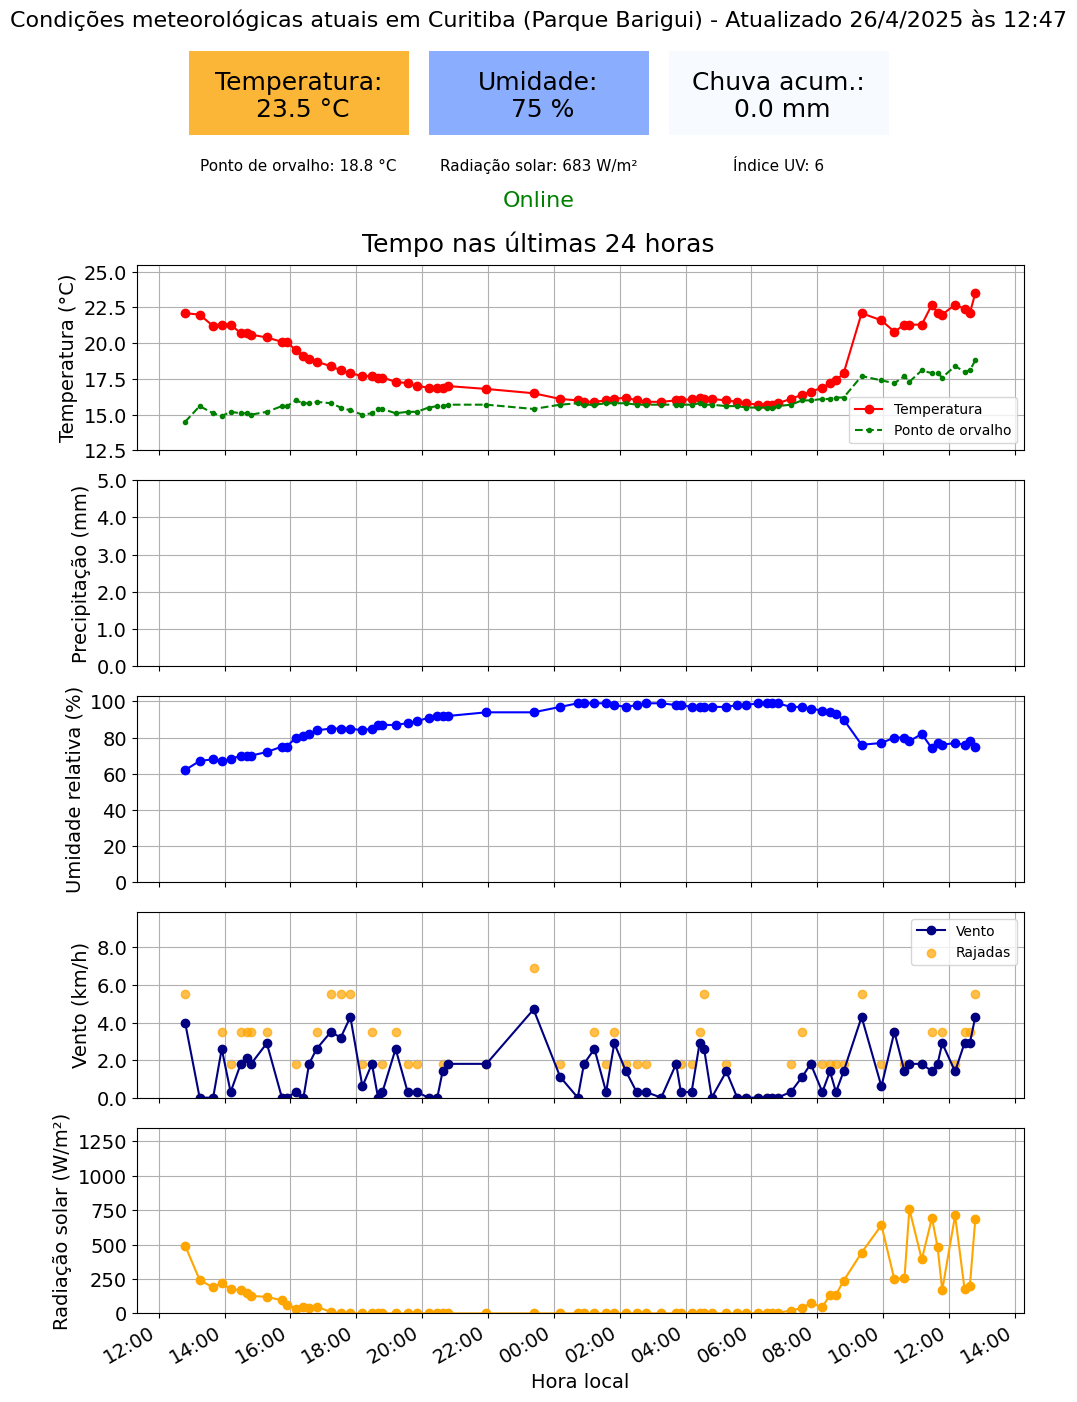 Condições meteorológicas atuais em Curitiba (Parque Barigui) - Atualizado 26/4/2025 às 12:47
Temperatura:
23.5 °C
Umidade:
75 %
Chuva acum.:
0.0 mm
Ponto de orvalho: 18.8 °C
Radiação solar: 683 W/m²
Índice UV: 6
Online
Tempo nas últimas 24 horas
Temperatura (°C)
25.0
22.5
20.0
17.5
15.0
12.5
Temperatura
Ponto de orvalho
Precipitação (mm)
5.0
4.0
3.0
2.0
1.0
0.0
Umidade relativa (%)
100
80
60
40
20
0
Vento (km/h)
8.0
6.0
4.0
2.0
0.0
Vento
Rajadas
Radiação solar (W/m²)
1250
1000
750
500
250
0
12:00
14:00
16:00
18:00
20:00
22:00
00:00
02:00
04:00
06:00
08:00
10:00
12:00
14:00
Hora local